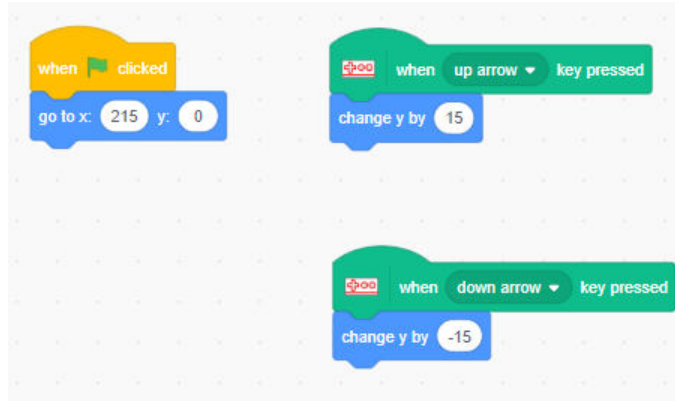 when clicked
go to x: 215 y: 0
when up arrow key pressed
change y by 15
when down arrow key pressed
change y by -15